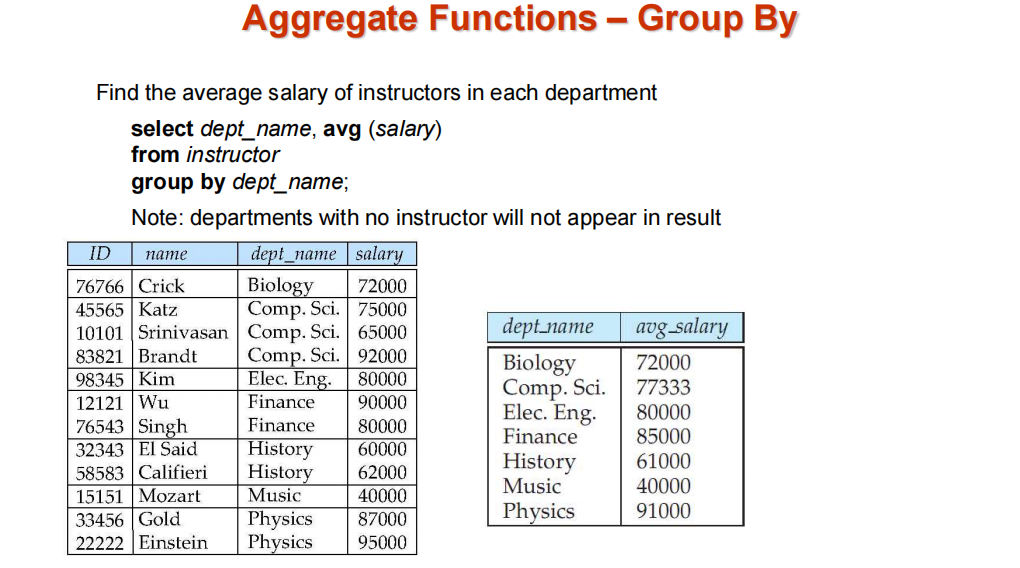 Aggregate Functions – Group By
Find the average salary of instructors in each department
select dept_name, avg (salary)
from instructor
group by dept_name;
Note: departments with no instructor will not appear in result
ID name dept_name salary
76766 Crick Biology 72000
45565 Katz Comp. Sci. 75000
10101 Srinivasan Comp. Sci. 65000
83821 Brandt Comp. Sci. 92000
98345 Kim Elec. Eng. 80000
12121 Wu Finance 90000
76543 Singh Finance 80000
32343 El Said History 60000
58583 Califieri History 62000
15151 Mozart Music 40000
33456 Gold Physics 87000
22222 Einstein Physics 95000
dept_name avg_salary
Biology 72000
Comp. Sci. 77333
Elec. Eng. 80000
Finance 85000
History 61000
Music 40000
Physics 91000